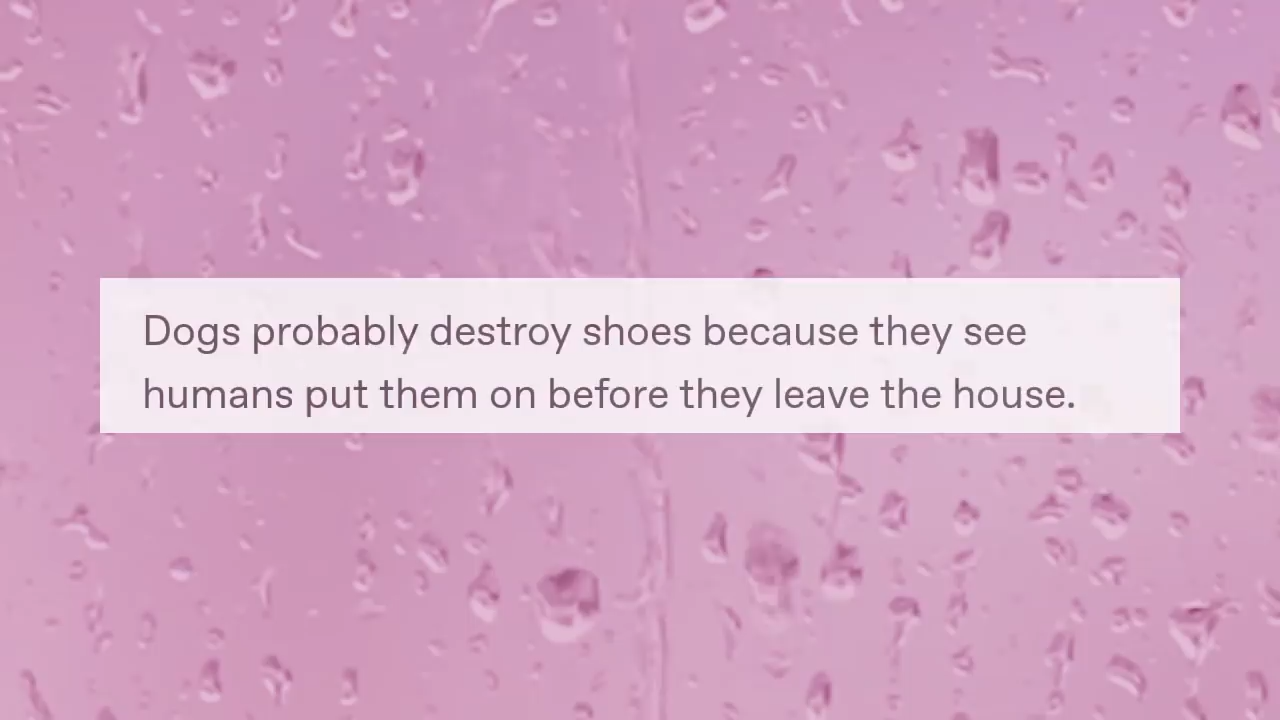 Dogs probably destroy shoes because they see
humans put them on before they leave the house.